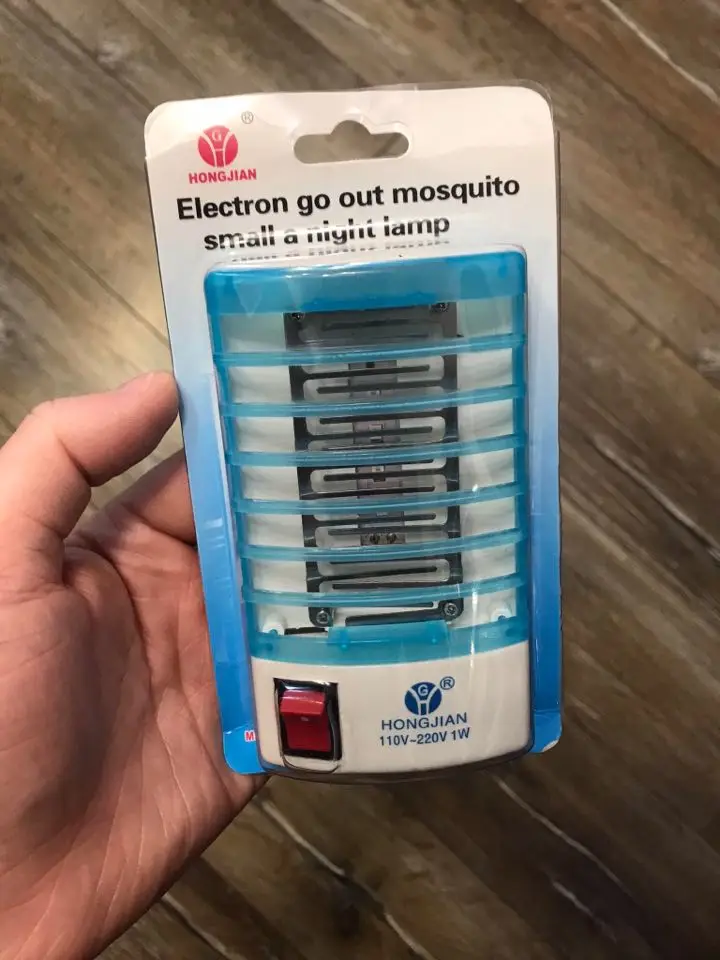 ®
HONGJIAN
Electron go out mosquito
small a night lamp
®
HONGJIAN
110V~220V 1W